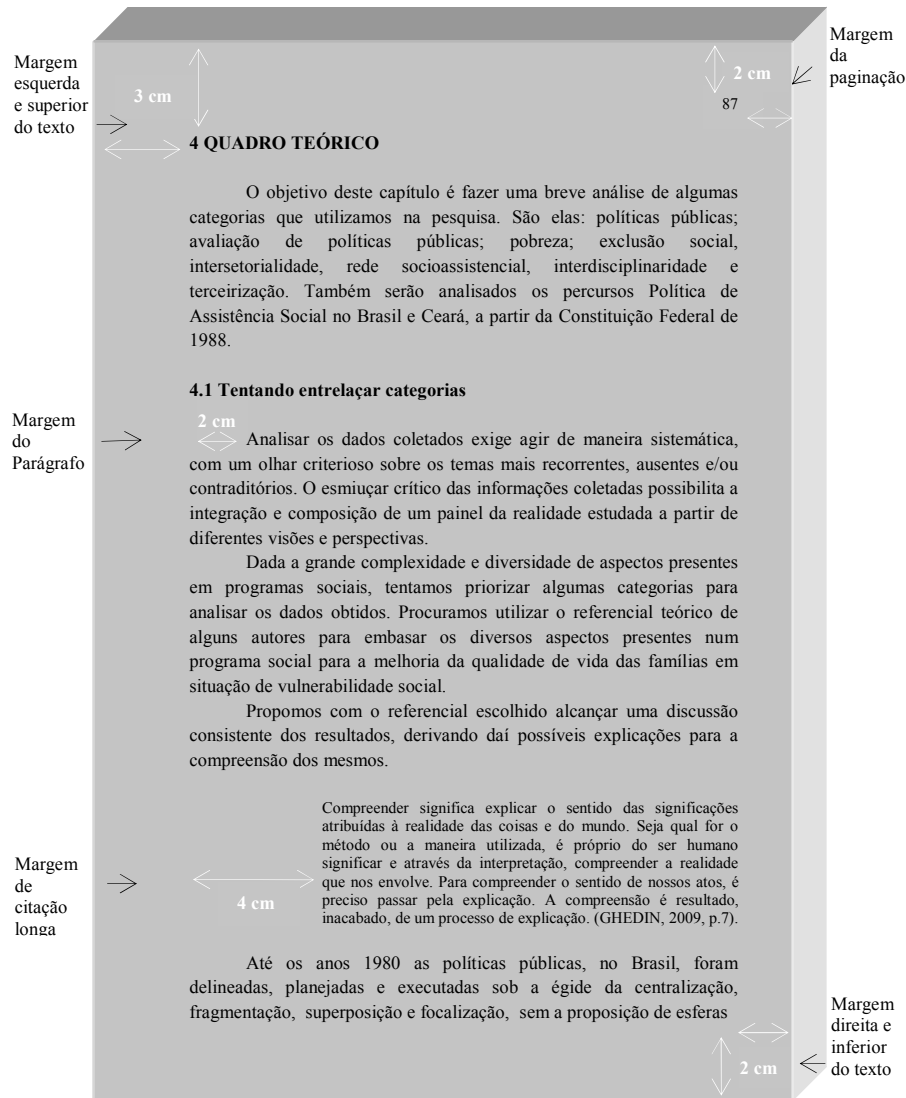 Margem
da
paginação
Margem
esquerda
e superior
do texto
3 cm
2 cm
87
4 QUADRO TEÓRICO
O objetivo deste capítulo é fazer uma breve análise de algumas
categorias que utilizamos na pesquisa. São elas: políticas públicas;
avaliação de políticas públicas; pobreza; exclusão social,
intersetorialidade, rede socioassistencial, interdisciplinaridade e
terceirização. Também serão analisados os percursos Política de
Assistência Social no Brasil e Ceará, a partir da Constituição Federal de
1988.
4.1 Tentando entrelaçar categorias
Margem
do
Parágrafo
2 cm
Analisar os dados coletados exige agir de maneira sistemática,
com um olhar criterioso sobre os temas mais recorrentes, ausentes e/ou
contraditórios. O esmiuçar crítico das informações coletadas possibilita a
integração e composição de um painel da realidade estudada a partir de
diferentes visões e perspectivas.
Dada a grande complexidade e diversidade de aspectos presentes
em programas sociais, tentamos priorizar algumas categorias para
analisar os dados obtidos. Procuramos utilizar o referencial teórico de
alguns autores para embasar os diversos aspectos presentes num
programa social para a melhoria da qualidade de vida das famílias em
situação de vulnerabilidade social.
Propomos com o referencial escolhido alcançar uma discussão
consistente dos resultados, derivando daí possíveis explicações para a
compreensão dos mesmos.
Compreender significa explicar o sentido das significações
atribuídas à realidade das coisas e do mundo. Seja qual for o
método ou a maneira utilizada, é próprio do ser humano
significar e através da interpretação, compreender a realidade
que nos envolve. Para compreender o sentido de nossos atos, é
preciso passar pela explicação. A compreensão é resultado,
inacabado, de um processo de explicação. (GHEDIN, 2009, p.7).
Margem
de
citação
longa
4 cm
Até os anos 1980 as políticas públicas, no Brasil, foram
delineadas, planejadas e executadas sob a égide da centralização,
fragmentação, superposição e focalização, sem a proposição de esferas
Margem
direita e
inferior
do texto
2 cm